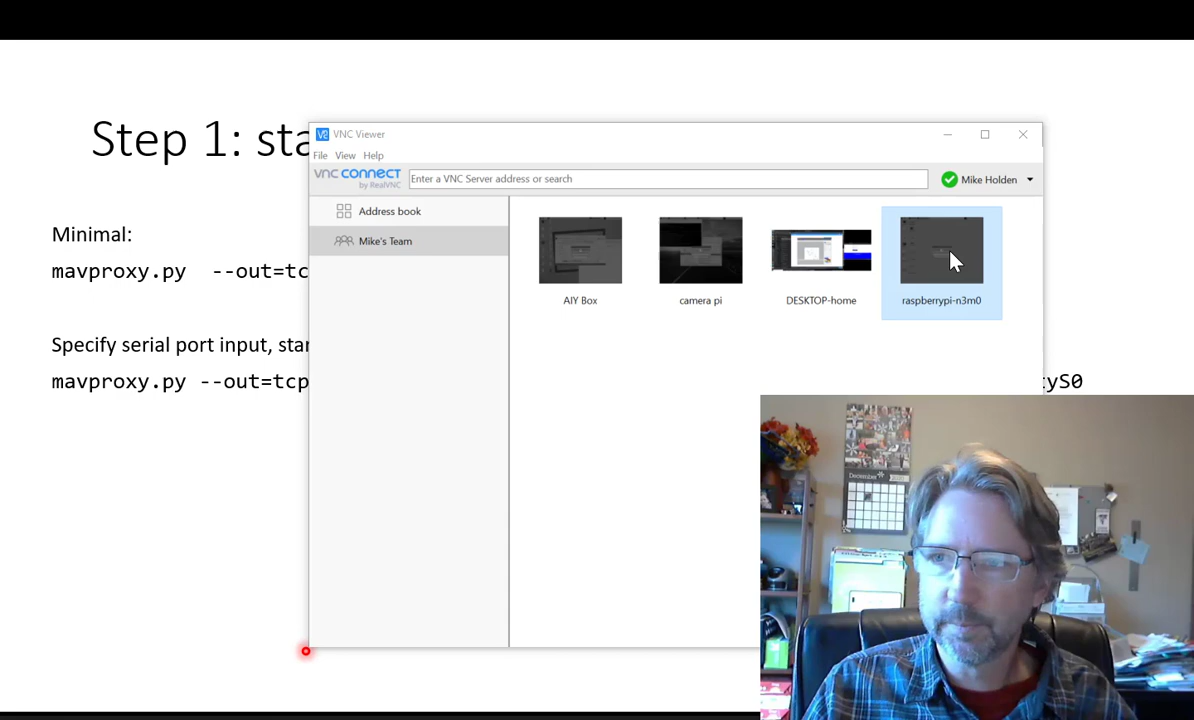 Step 1: sta
VNC Viewer
File View Help
vnc connect
by RealVNC
Enter a VNC Server address or search
Mike Holden
Address book
Mike's Team
AIY Box
camera pi
DESKTOP-home
raspberrypi-n3m0
Minimal:
mavproxy.py --out=tc
Specify serial port input, star
mavproxy.py --out=tcp
tyS0
December